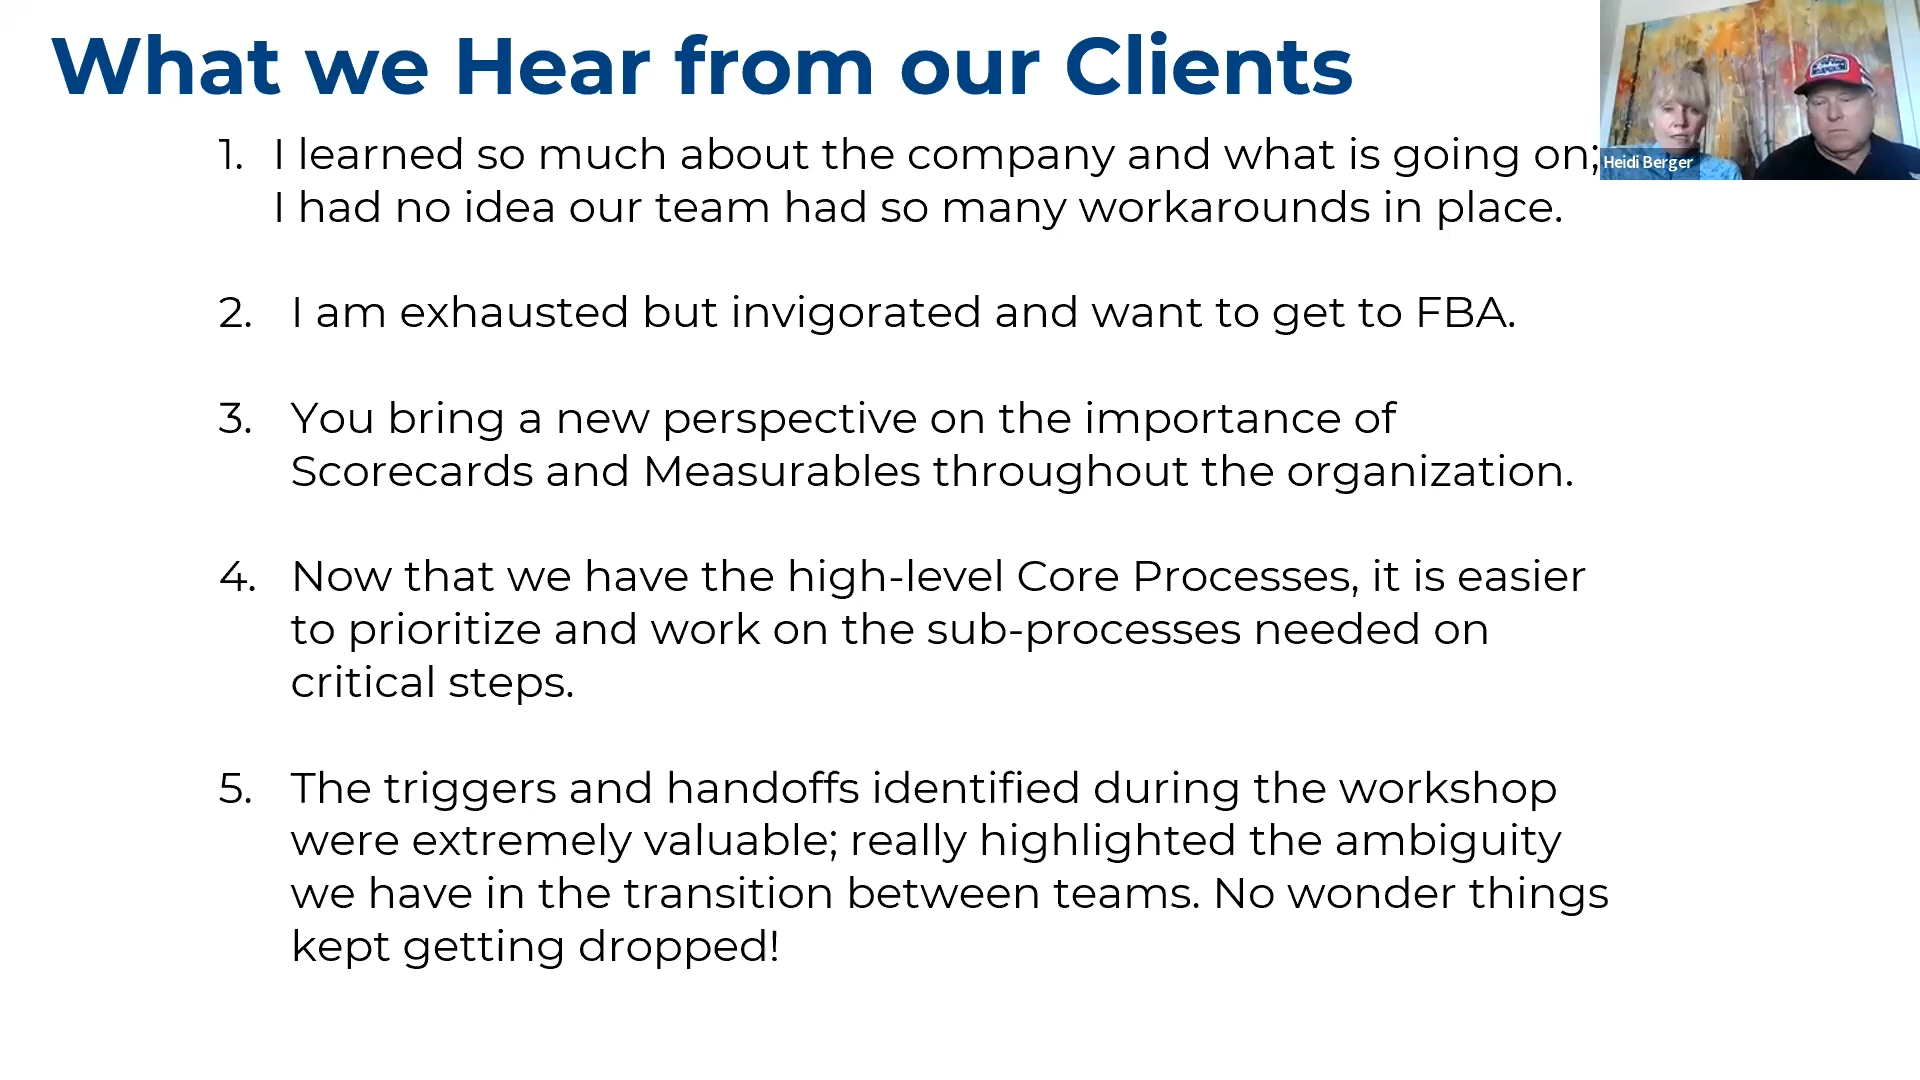 What we Hear from our Clients
1. I learned so much about the company and what is going on;
I had no idea our team had so many workarounds in place.
2. I am exhausted but invigorated and want to get to FBA.
3. You bring a new perspective on the importance of
Scorecards and Measurables throughout the organization.
4. Now that we have the high-level Core Processes, it is easier
to prioritize and work on the sub-processes needed on
critical steps.
5. The triggers and handoffs identified during the workshop
were extremely valuable; really highlighted the ambiguity
we have in the transition between teams. No wonder things
kept getting dropped!
Heidi Berger